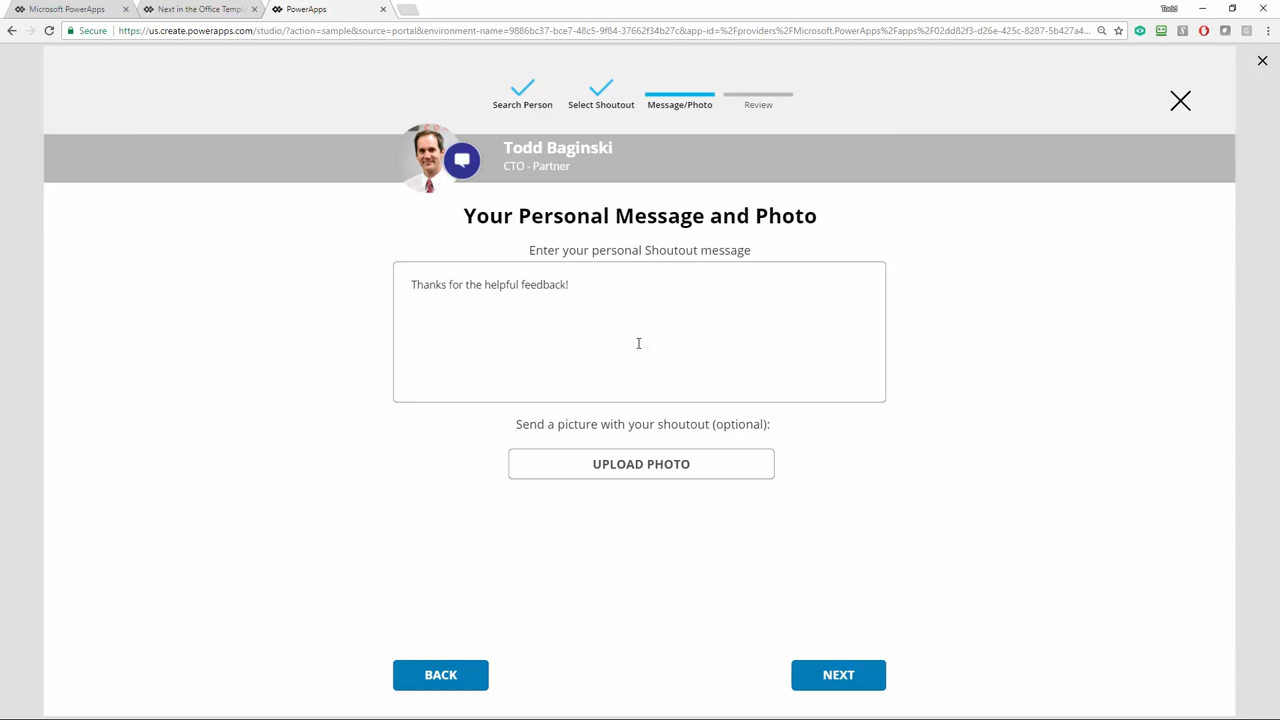 Microsoft PowerApps
Next in the Office Templ
PowerApps
Todd
Secure
https://us.create.powerapps.com/studio/?action=sample&source=portal&environment-name=9886bc37-bce7-48c5-9f84-37662f34b27c&app-id=%2Fproviders%2FMicrosoft.PowerApps%2Fapps%2F02dd82f3-d26e-425c-8287-5b427a4...
Search Person
Select Shoutout
Message/Photo
Review
Todd Baginski
CTO - Partner
Your Personal Message and Photo
Enter your personal Shoutout message
Thanks for the helpful feedback!
Send a picture with your shoutout (optional):
UPLOAD PHOTO
BACK
NEXT